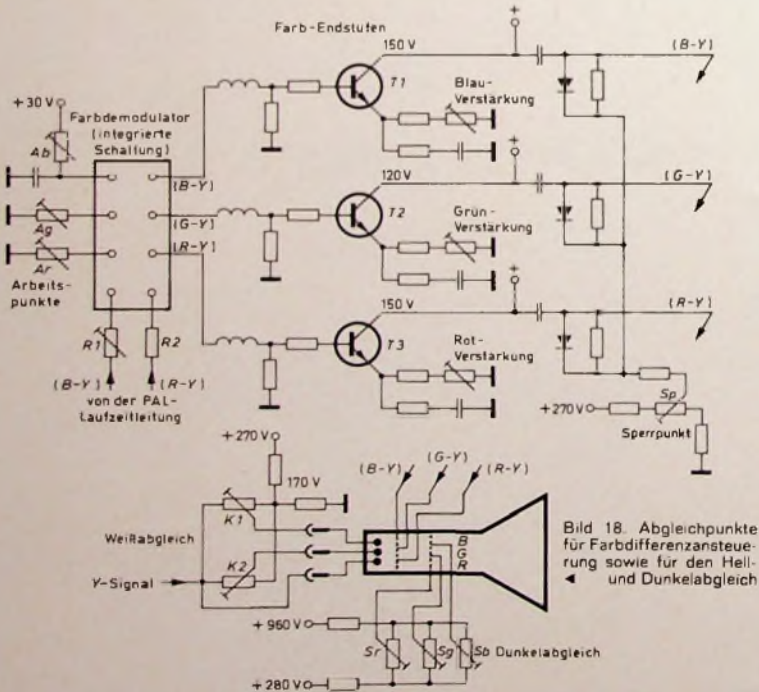 Farb-Endstufen
+
150 V
(B-Y)
+30 V
Farbdemodulator
(integrierte
Schaltung)
Ab
T1
Blau-
Verstärkung
(B-Y)
+
120 V
(G-Y)
Ag
(G-Y)
T2
Grün-
Verstärkung
(R-Y)
Ar
Arbeits-
punkte
+
150 V
(R-Y)
R1
R2
T3
Rot-
Verstärkung
(B-Y)
(R-Y)
von der PAL-
Laufzeitleitung
Sp
+270 V
Sperrpunkt
+270 V
(B-Y)
(G-Y)
(R-Y)
170 V
K1
Weißabgleich
B
G
R
K2
Y-Signal
Bild 18. Abgleichpunkte
für Farbdifferenzansteue-
rung sowie für den Hell-
◄ und Dunkelabgleich
+960 V
Sr
Sg
Sb
Dunkelabgleich
+280 V